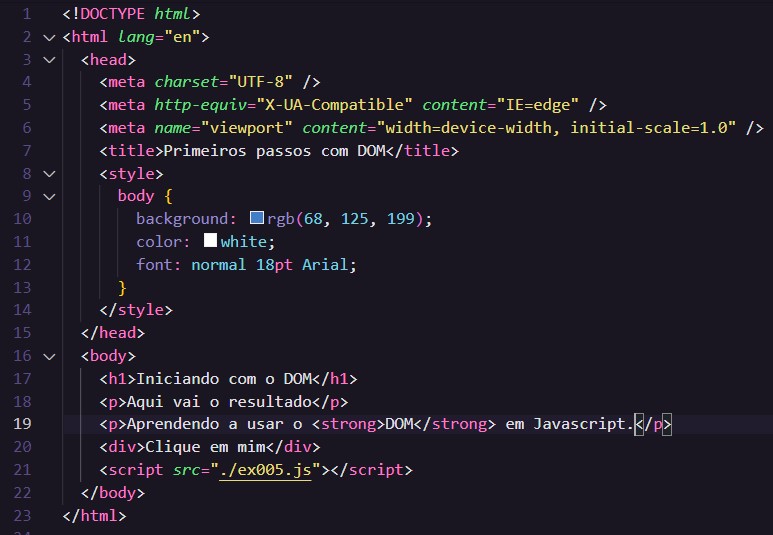 1 <!DOCTYPE html>
2 <html lang="en">
3 <head>
4 <meta charset="UTF-8" />
5 <meta http-equiv="X-UA-Compatible" content="IE=edge" />
6 <meta name="viewport" content="width=device-width, initial-scale=1.0" />
7 <title>Primeiros passos com DOM</title>
8 <style>
9 body {
10 background: rgb(68, 125, 199);
11 color: white;
12 font: normal 18pt Arial;
13 }
14 </style>
15 </head>
16 <body>
17 <h1>Iniciando com o DOM</h1>
18 <p>Aqui vai o resultado</p>
19 <p>Aprendendo a usar o <strong>DOM</strong> em Javascript.</p>
20 <div>Clique em mim</div>
21 <script src="./ex005.js"></script>
22 </body>
23 </html>